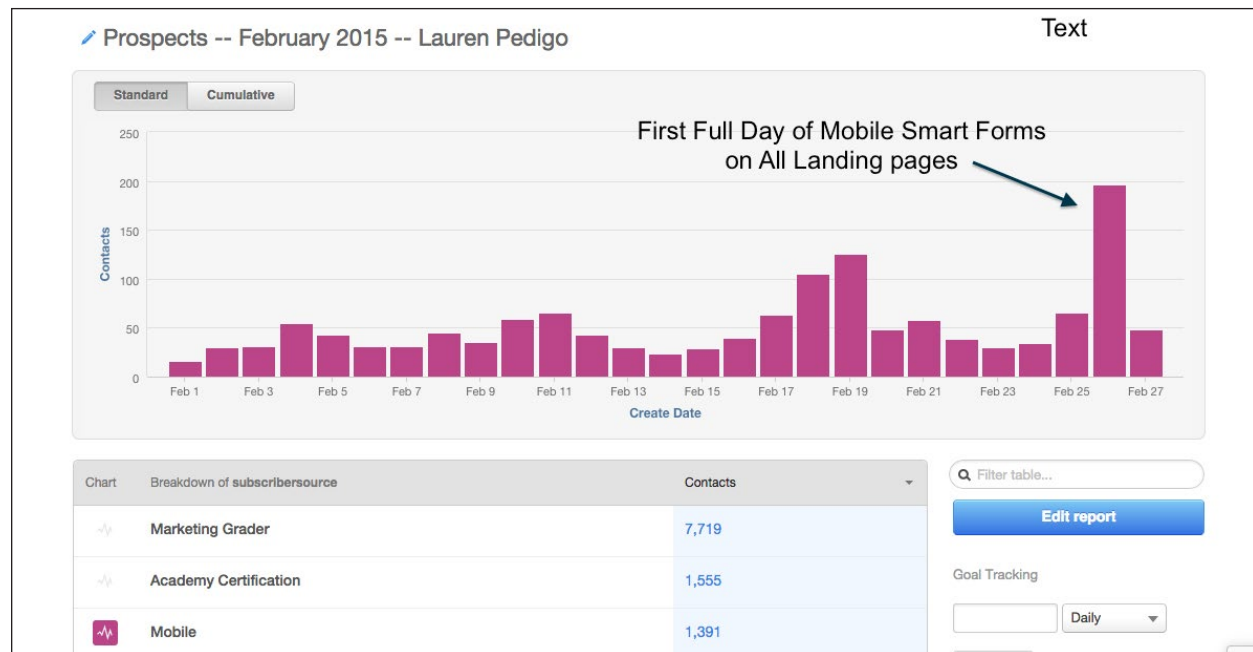 Prospects -- February 2015 -- Lauren Pedigo
Text
Standard
Cumulative
First Full Day of Mobile Smart Forms
on All Landing pages
250
200
150
100
50
0
Contacts
Feb 1
Feb 3
Feb 5
Feb 7
Feb 9
Feb 11
Feb 13
Feb 15
Feb 17
Feb 19
Feb 21
Feb 23
Feb 25
Feb 27
Create Date
Chart
Breakdown of subscribersource
Contacts
Marketing Grader
7,719
Academy Certification
1,555
Mobile
1,391
Filter table...
Edit report
Goal Tracking
Daily